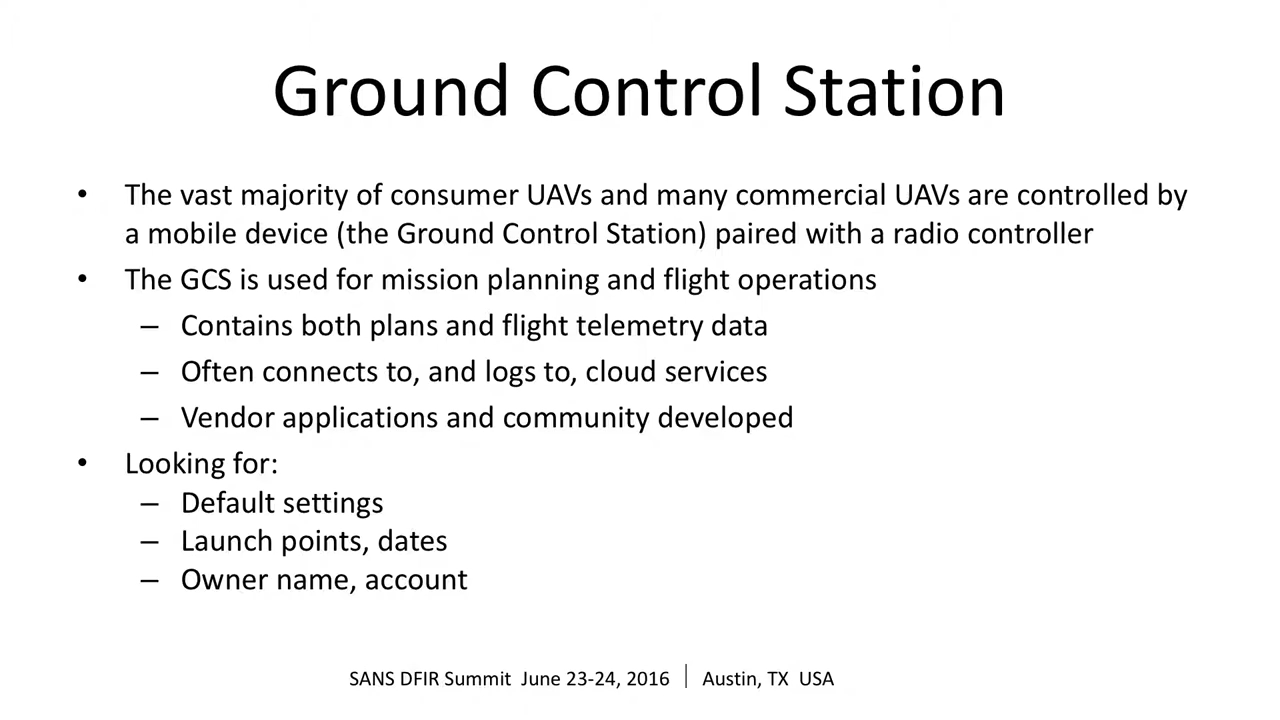 Ground Control Station
• The vast majority of consumer UAVs and many commercial UAVs are controlled by
a mobile device (the Ground Control Station) paired with a radio controller
• The GCS is used for mission planning and flight operations
– Contains both plans and flight telemetry data
– Often connects to, and logs to, cloud services
– Vendor applications and community developed
• Looking for:
– Default settings
– Launch points, dates
– Owner name, account
SANS DFIR Summit June 23-24, 2016 | Austin, TX USA